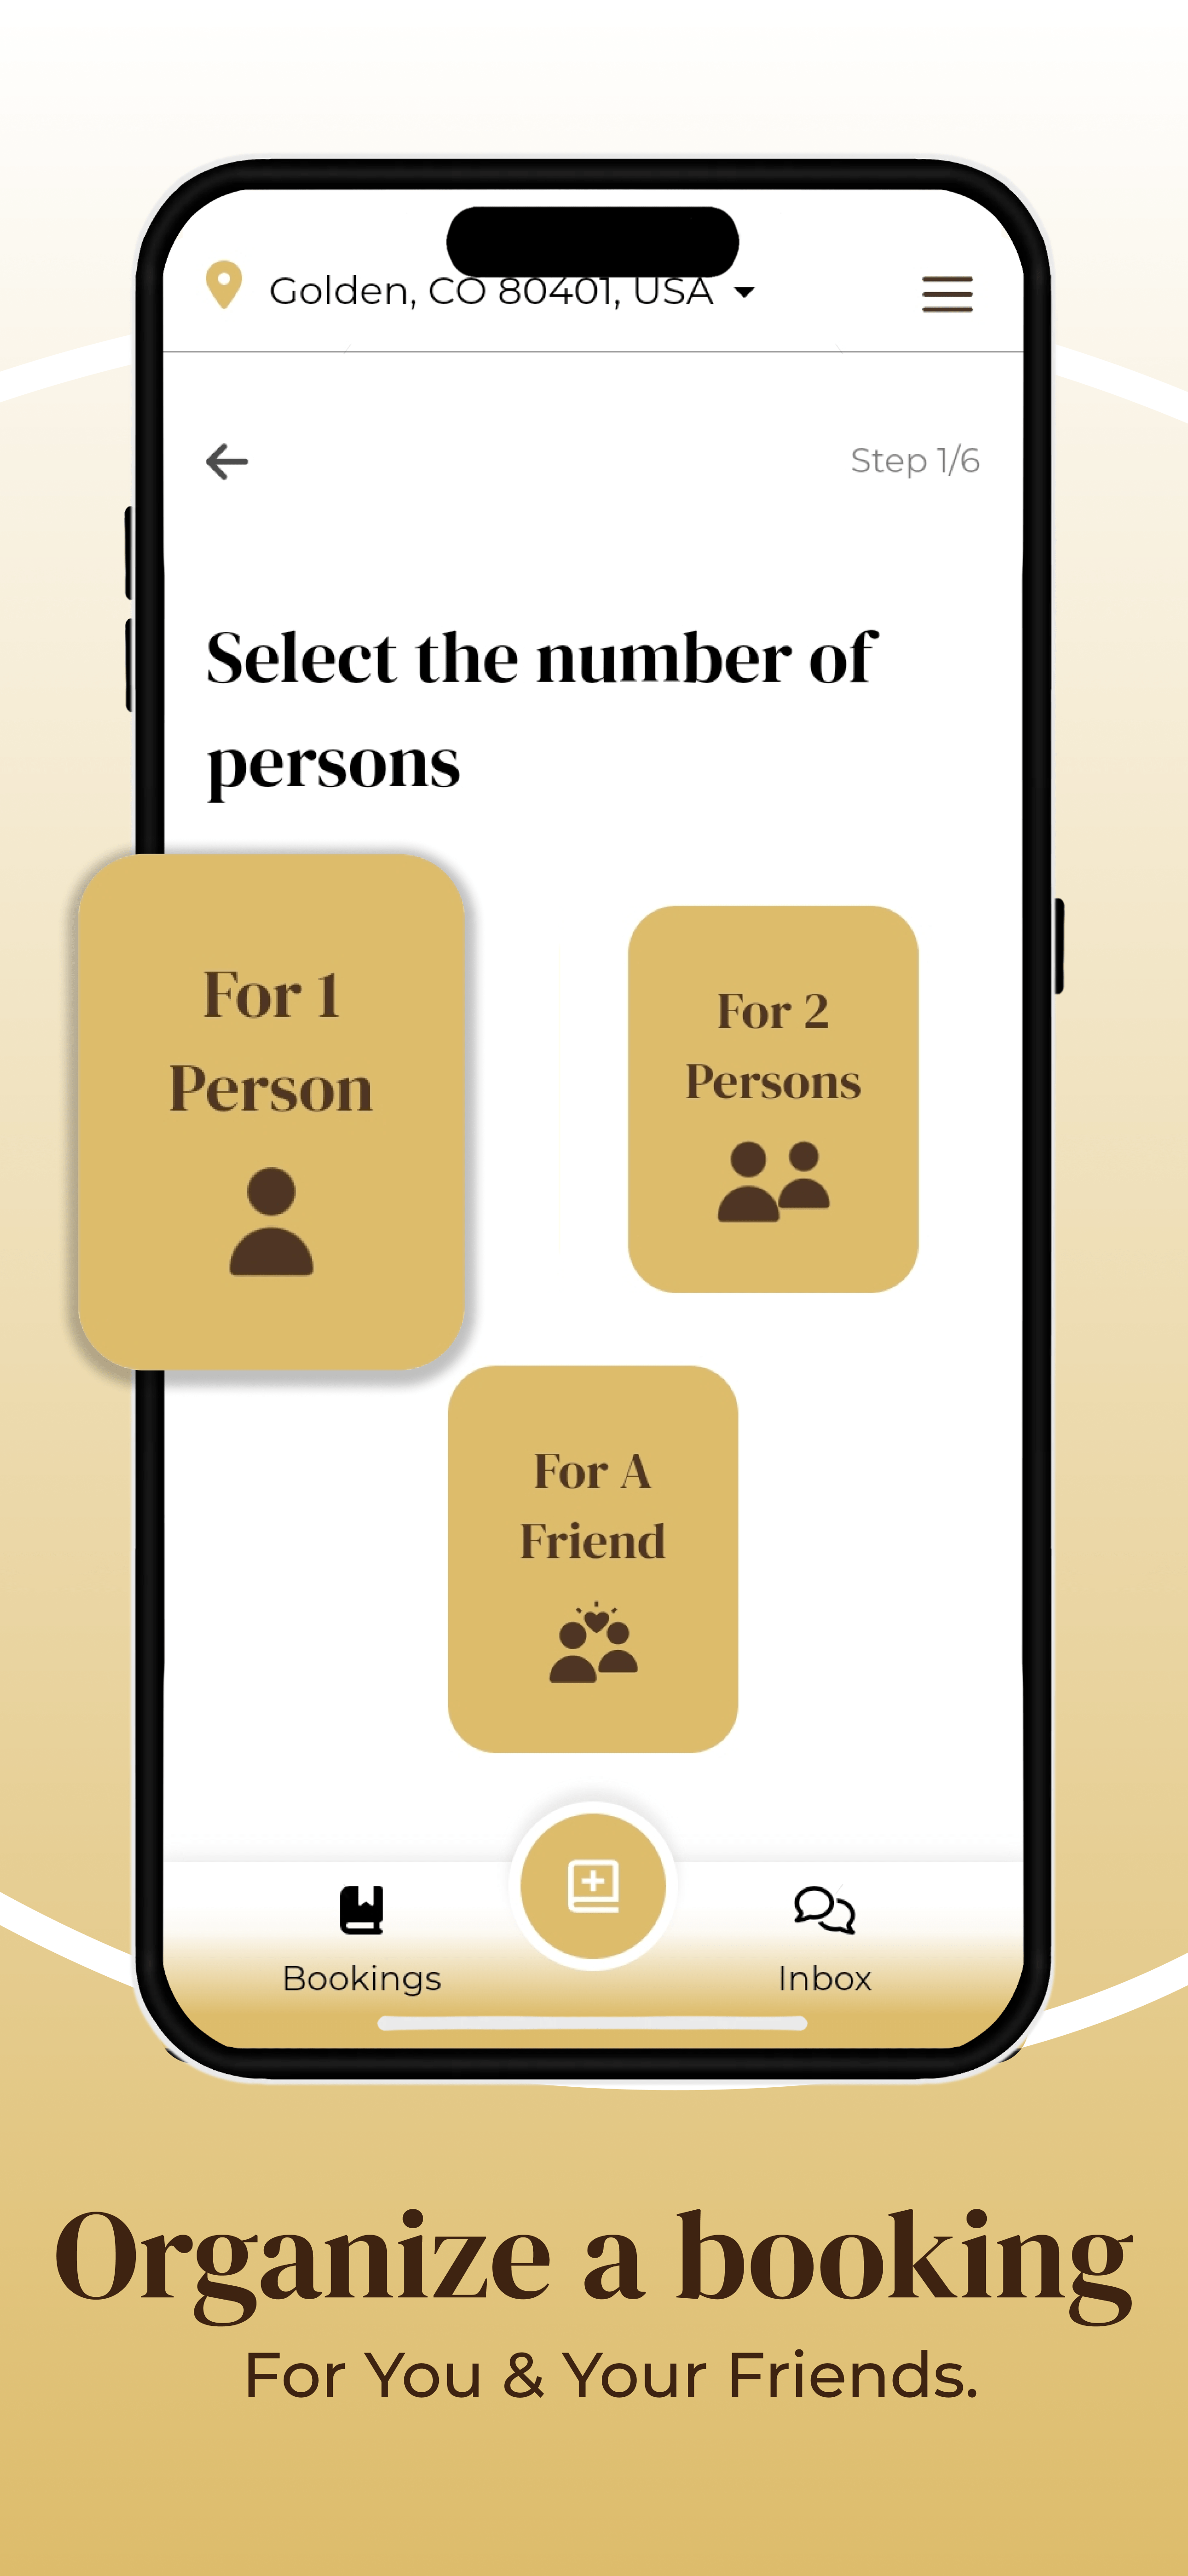 Golden, CO 80401, USA
Step 1/6
Select the number of
persons
For 1
Person
For 2
Persons
For A
Friend
Bookings
Inbox
Organize a booking
For You & Your Friends.